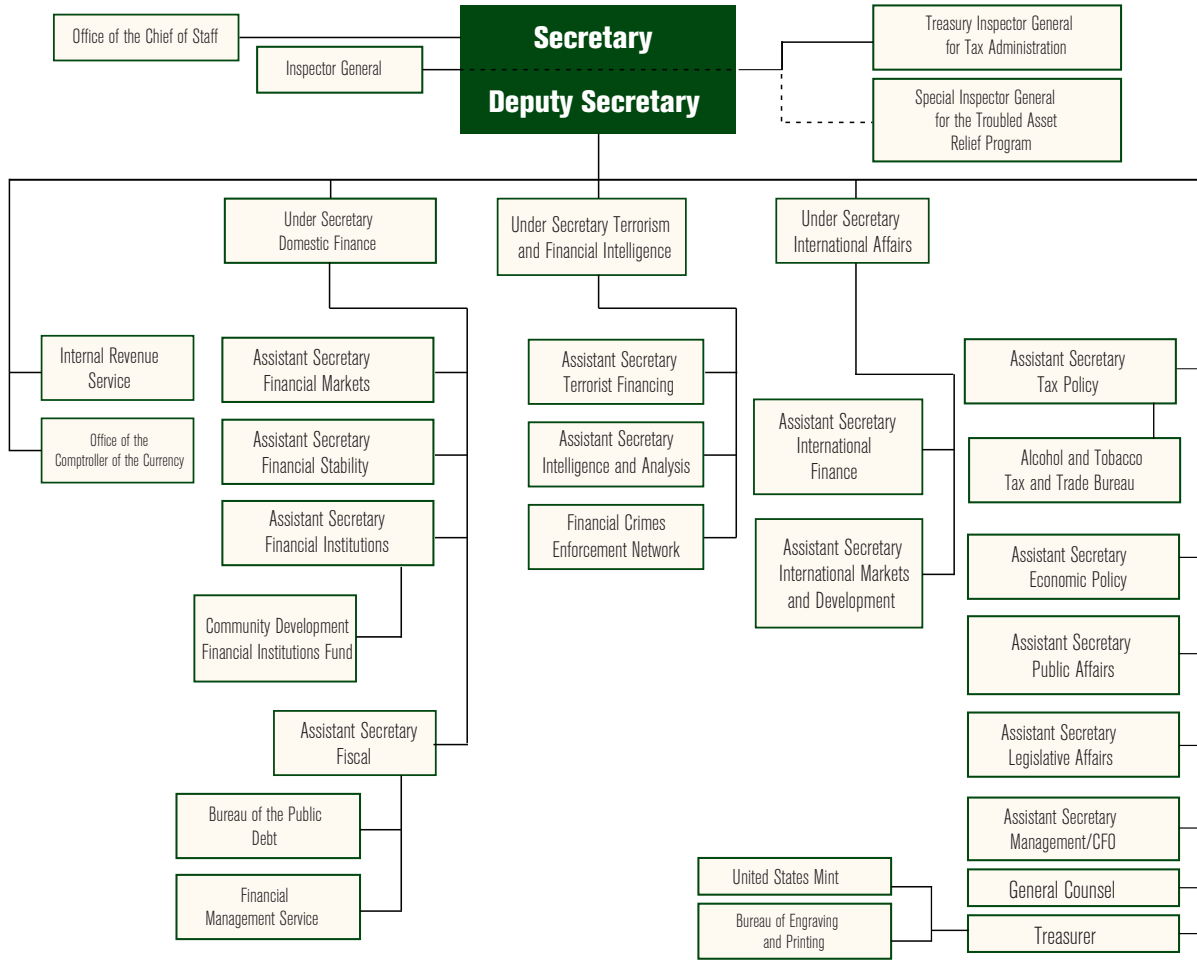 Office of the Chief of Staff
Inspector General
Secretary
Deputy Secretary
Treasury Inspector General
for Tax Administration
Special Inspector General
for the Troubled Asset
Relief Program
Under Secretary
Domestic Finance
Under Secretary Terrorism
and Financial Intelligence
Under Secretary
International Affairs
Internal Revenue
Service
Office of the
Comptroller of the Currency
Assistant Secretary
Financial Markets
Assistant Secretary
Financial Stability
Assistant Secretary
Financial Institutions
Community Development
Financial Institutions Fund
Assistant Secretary
Fiscal
Bureau of the Public
Debt
Financial
Management Service
Assistant Secretary
Terrorist Financing
Assistant Secretary
Intelligence and Analysis
Financial Crimes
Enforcement Network
Assistant Secretary
International
Finance
Assistant Secretary
International Markets
and Development
Assistant Secretary
Tax Policy
Alcohol and Tobacco
Tax and Trade Bureau
Assistant Secretary
Economic Policy
Assistant Secretary
Public Affairs
Assistant Secretary
Legislative Affairs
Assistant Secretary
Management/CFO
General Counsel
Treasurer
United States Mint
Bureau of Engraving
and Printing